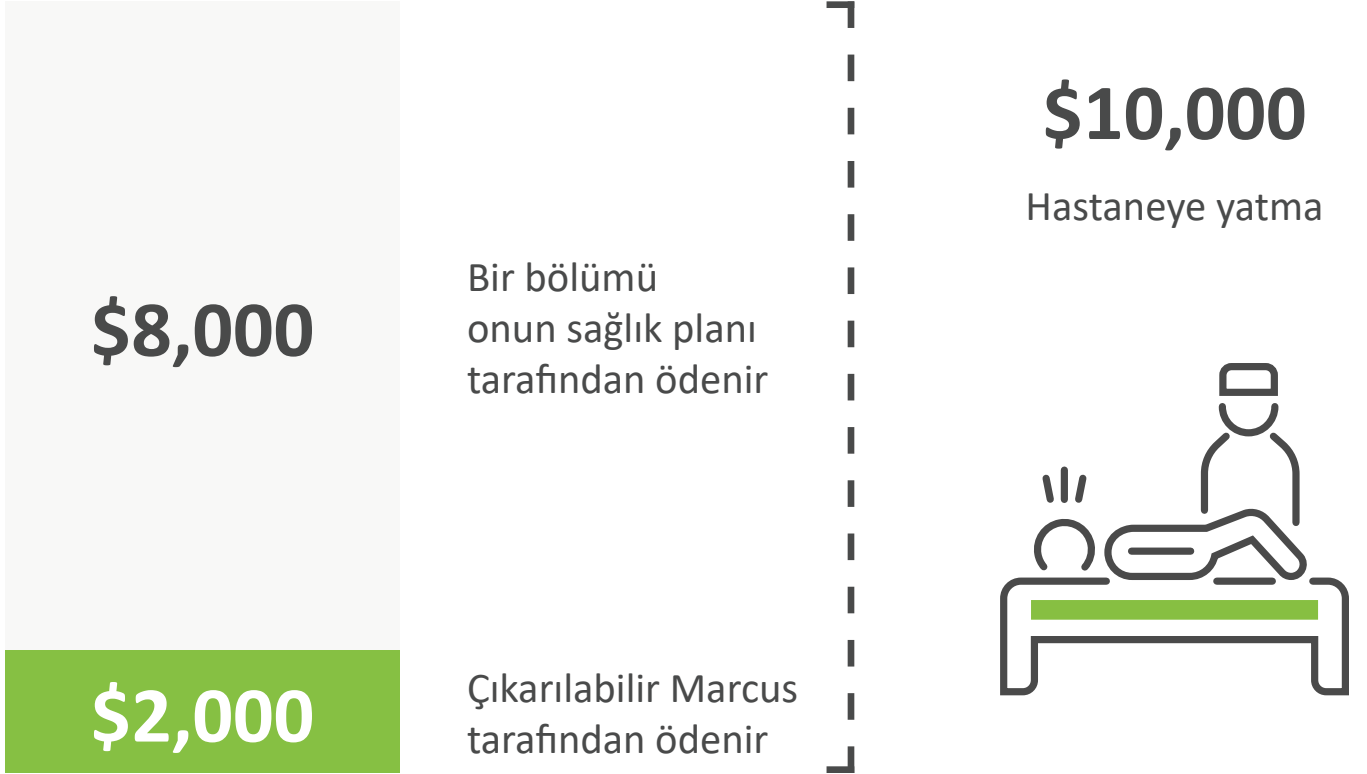 $8,000
Bir bölümü
onun sağlık planı
tarafından ödenir
$2,000
Çıkarılabilir Marcus
tarafından ödenir
$10,000
Hastaneye yatma